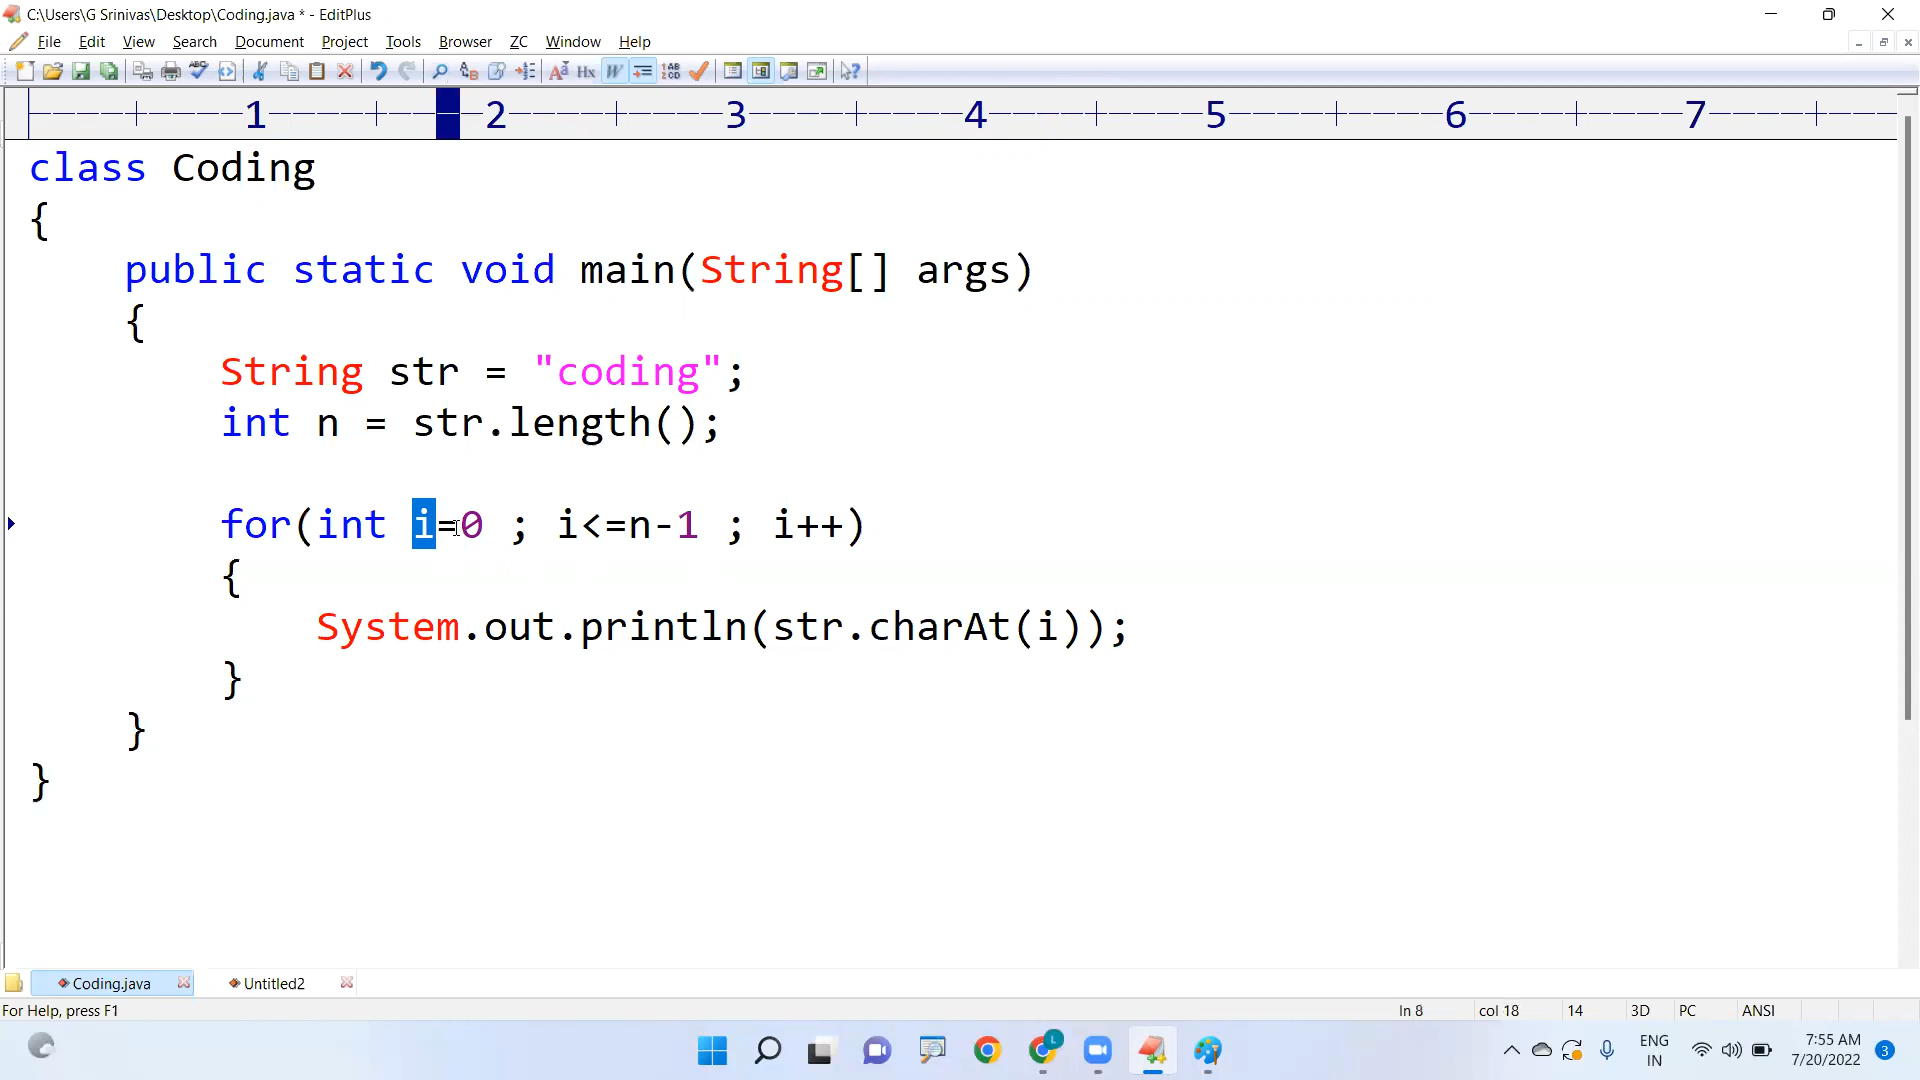 C:\Users\G Srinivas\Desktop\Coding.java * - EditPlus
File Edit View Search Document Project Tools Browser ZC Window Help
1 2 3 4 5 6 7
class Coding
{
public static void main(String[] args)
{
String str = "coding";
int n = str.length();
for(int i=0 ; i<=n-1 ; i++)
{
System.out.println(str.charAt(i));
}
}
}
Coding.java Untitled2
For Help, press F1 ln 8 col 18 14 3D PC ANSI
ENG 7:55 AM
IN 7/20/2022 3